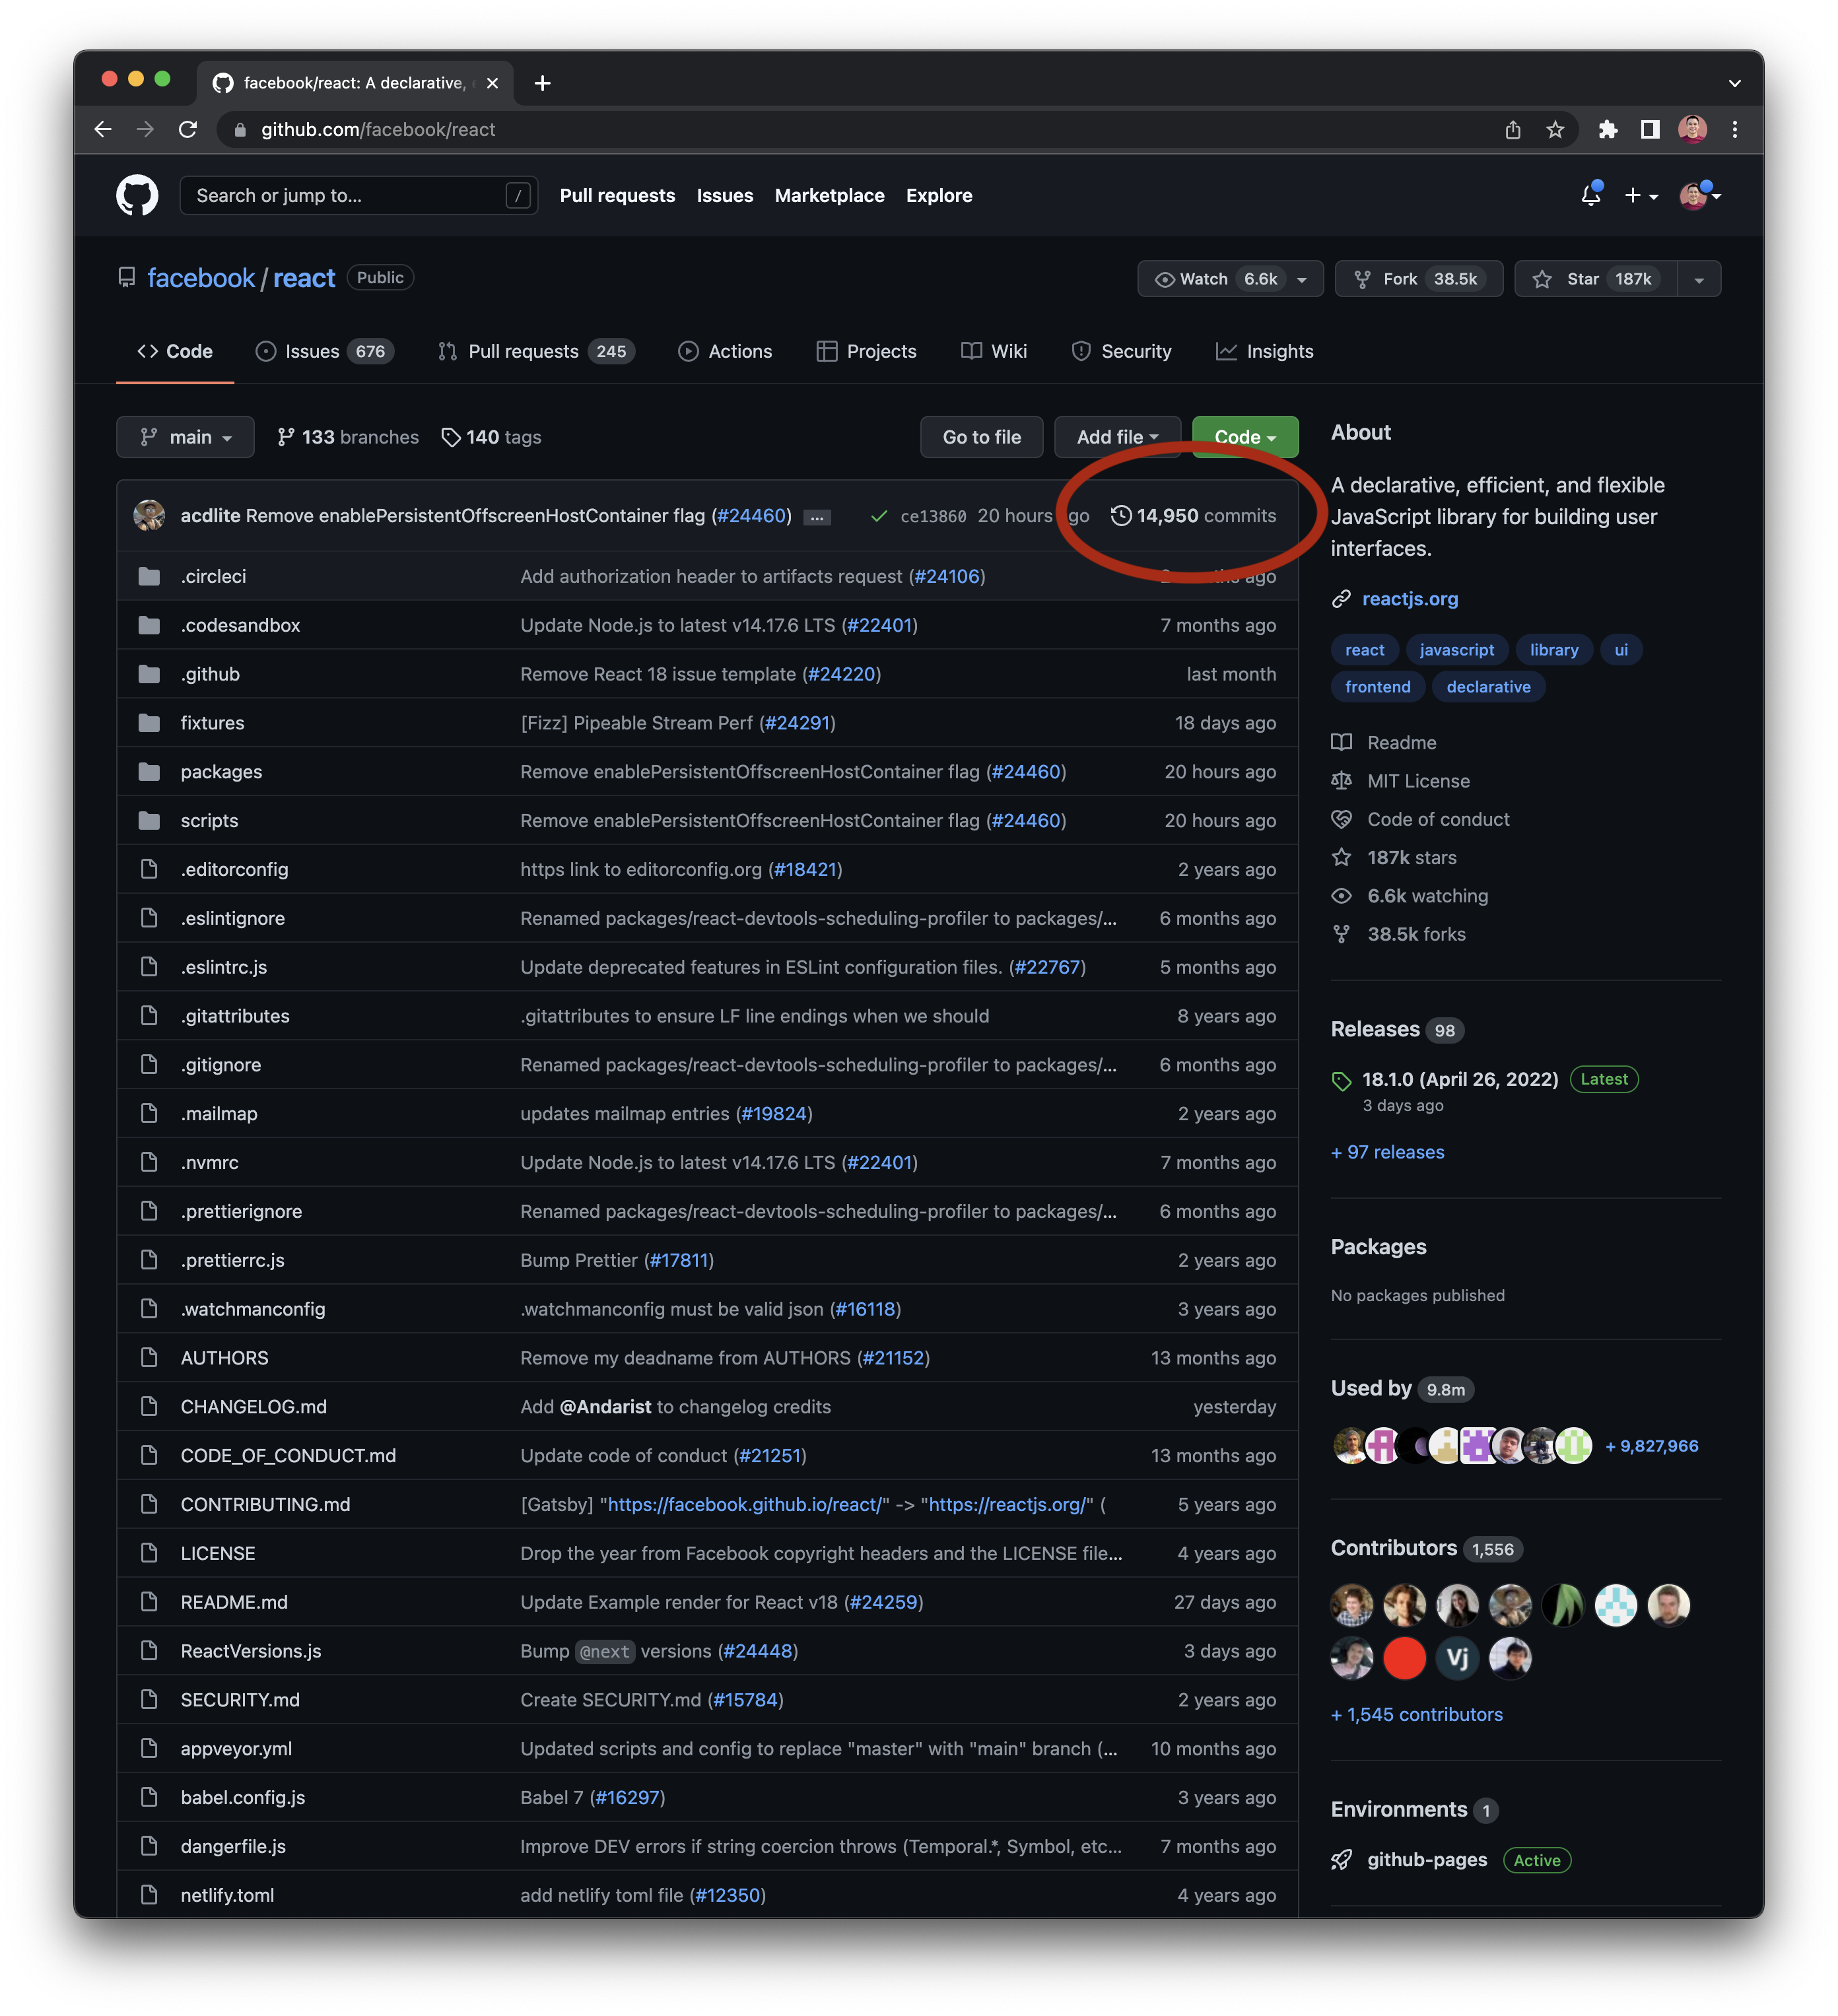 facebook/react: A declarative,
github.com/facebook/react
Search or jump to... /
Pull requests Issues Marketplace Explore
facebook / react Public
Watch 6.6k Fork 38.5k Star 187k
Code Issues 676 Pull requests 245 Actions Projects Wiki Security Insights
main 133 branches 140 tags Go to file Add file Code
acdlite Remove enablePersistentOffscreenHostContainer flag (#24460) ... ce13860 20 hours go 14,950 commits
.circleci Add authorization header to artifacts request (#24106) ago
.codesandbox Update Node.js to latest v14.17.6 LTS (#22401) 7 months ago
.github Remove React 18 issue template (#24220) last month
fixtures [Fizz] Pipeable Stream Perf (#24291) 18 days ago
packages Remove enablePersistentOffscreenHostContainer flag (#24460) 20 hours ago
scripts Remove enablePersistentOffscreenHostContainer flag (#24460) 20 hours ago
.editorconfig https link to editorconfig.org (#18421) 2 years ago
.eslintignore Renamed packages/react-devtools-scheduling-profiler to packages/... 6 months ago
.eslintrc.js Update deprecated features in ESLint configuration files. (#22767) 5 months ago
.gitattributes .gitattributes to ensure LF line endings when we should 8 years ago
.gitignore Renamed packages/react-devtools-scheduling-profiler to packages/... 6 months ago
.mailmap updates mailmap entries (#19824) 2 years ago
.nvmrc Update Node.js to latest v14.17.6 LTS (#22401) 7 months ago
.prettierignore Renamed packages/react-devtools-scheduling-profiler to packages/... 6 months ago
.prettierrc.js Bump Prettier (#17811) 2 years ago
.watchmanconfig .watchmanconfig must be valid json (#16118) 3 years ago
AUTHORS Remove my deadname from AUTHORS (#21152) 13 months ago
CHANGELOG.md Add @Andarist to changelog credits yesterday
CODE_OF_CONDUCT.md Update code of conduct (#21251) 13 months ago
CONTRIBUTING.md [Gatsby] "https://facebook.github.io/react/" -> "https://reactjs.org/" ( 5 years ago
LICENSE Drop the year from Facebook copyright headers and the LICENSE file... 4 years ago
README.md Update Example render for React v18 (#24259) 27 days ago
ReactVersions.js Bump @next versions (#24448) 3 days ago
SECURITY.md Create SECURITY.md (#15784) 2 years ago
appveyor.yml Updated scripts and config to replace "master" with "main" branch (... 10 months ago
babel.config.js Babel 7 (#16297) 3 years ago
dangerfile.js Improve DEV errors if string coercion throws (Temporal.*, Symbol, etc... 7 months ago
netlify.toml add netlify toml file (#12350) 4 years ago
About
A declarative, efficient, and flexible
JavaScript library for building user
interfaces.
reactjs.org
react javascript library ui
frontend declarative
Readme
MIT License
Code of conduct
187k stars
6.6k watching
38.5k forks
Releases 98
18.1.0 (April 26, 2022) Latest
3 days ago
+ 97 releases
Packages
No packages published
Used by 9.8m
+ 9,827,966
Contributors 1,556
Vj
+ 1,545 contributors
Environments 1
github-pages Active